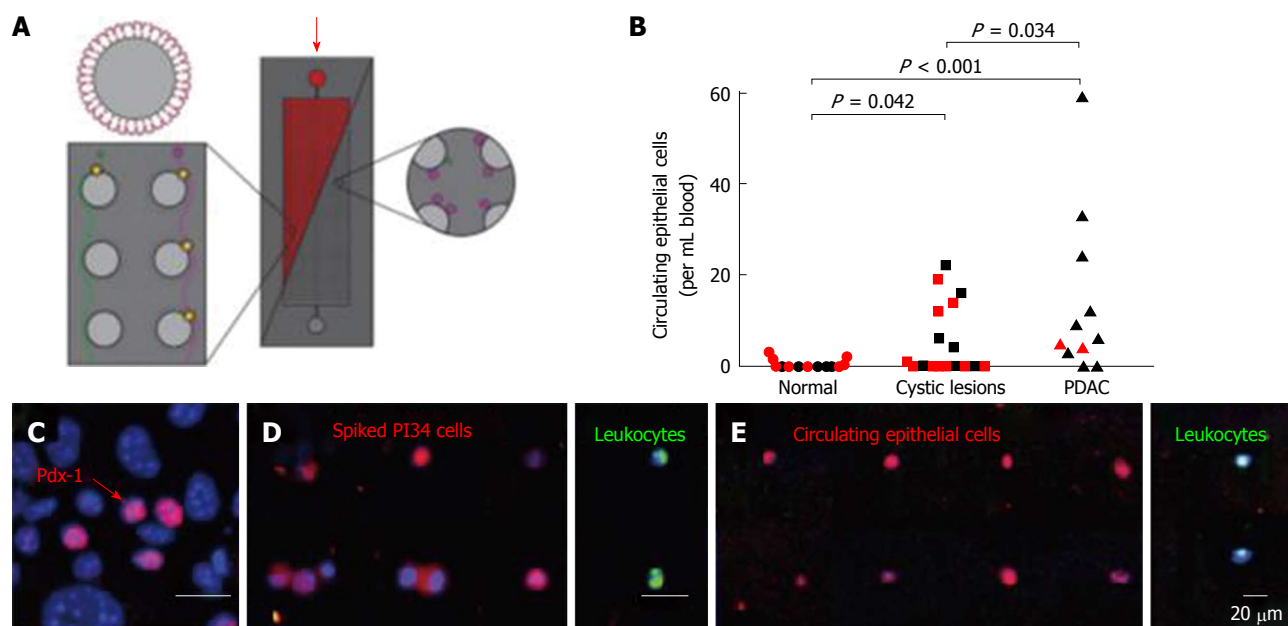 A
B
P = 0.034
P < 0.001
P = 0.042
Circulating epithelial cells
(per mL blood)
60
40
20
0
Normal
Cystic lesions
PDAC
C
Pdx-1
D
Spiked PI34 cells
Leukocytes
E
Circulating epithelial cells
Leukocytes
20 μm